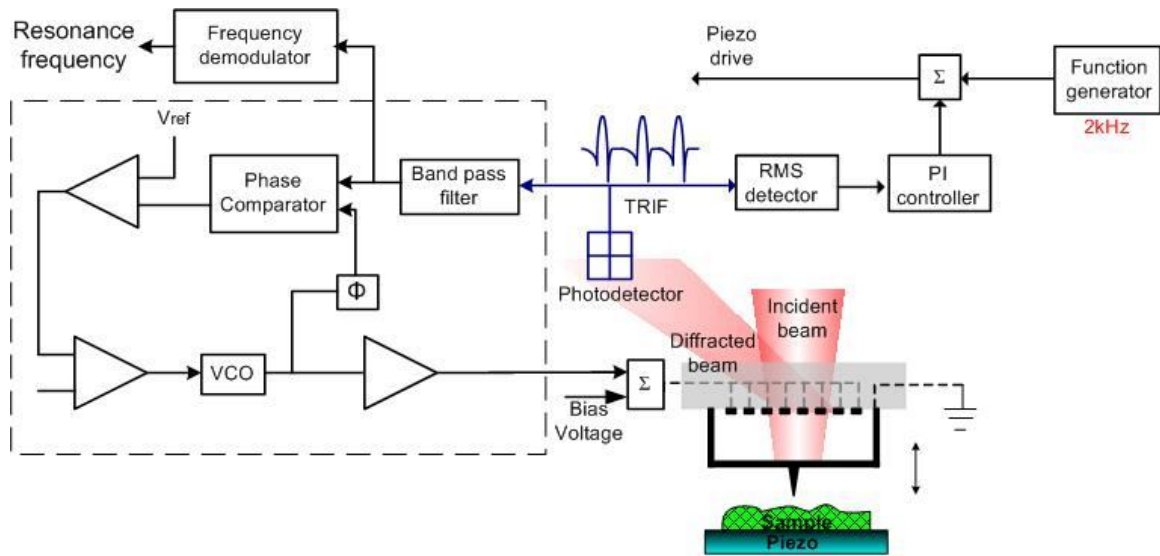 Resonance
frequency
Frequency
demodulator
Piezo
drive
Σ
Function
generator
2kHz
Vref
Phase
Comparator
Band pass
filter
TRIF
RMS
detector
PI
controller
Φ
Photodetector
Incident
beam
Diffracted
beam
VCO
Σ
Bias
Voltage
Sample
Piezo